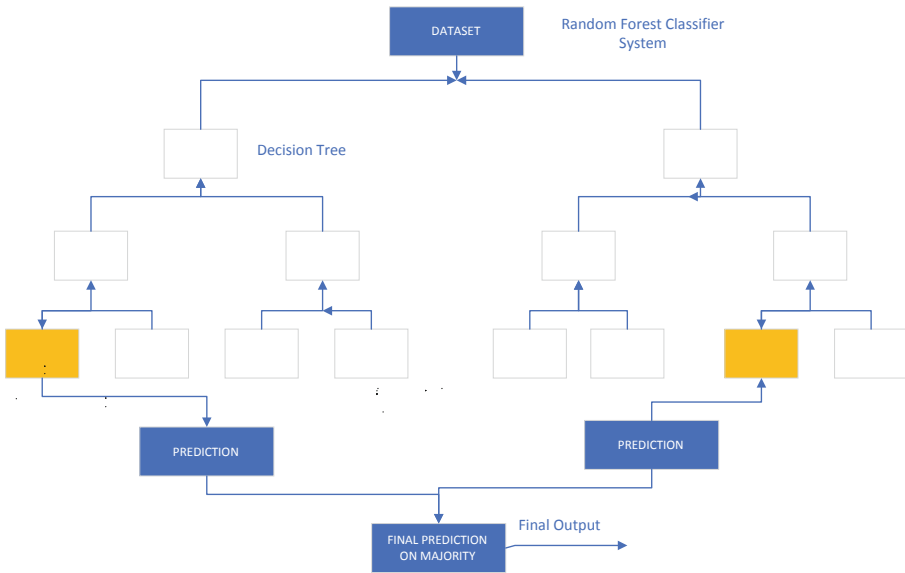 DATASET
Random Forest Classifier
System
Decision Tree
PREDICTION
PREDICTION
FINAL PREDICTION
ON MAJORITY
Final Output